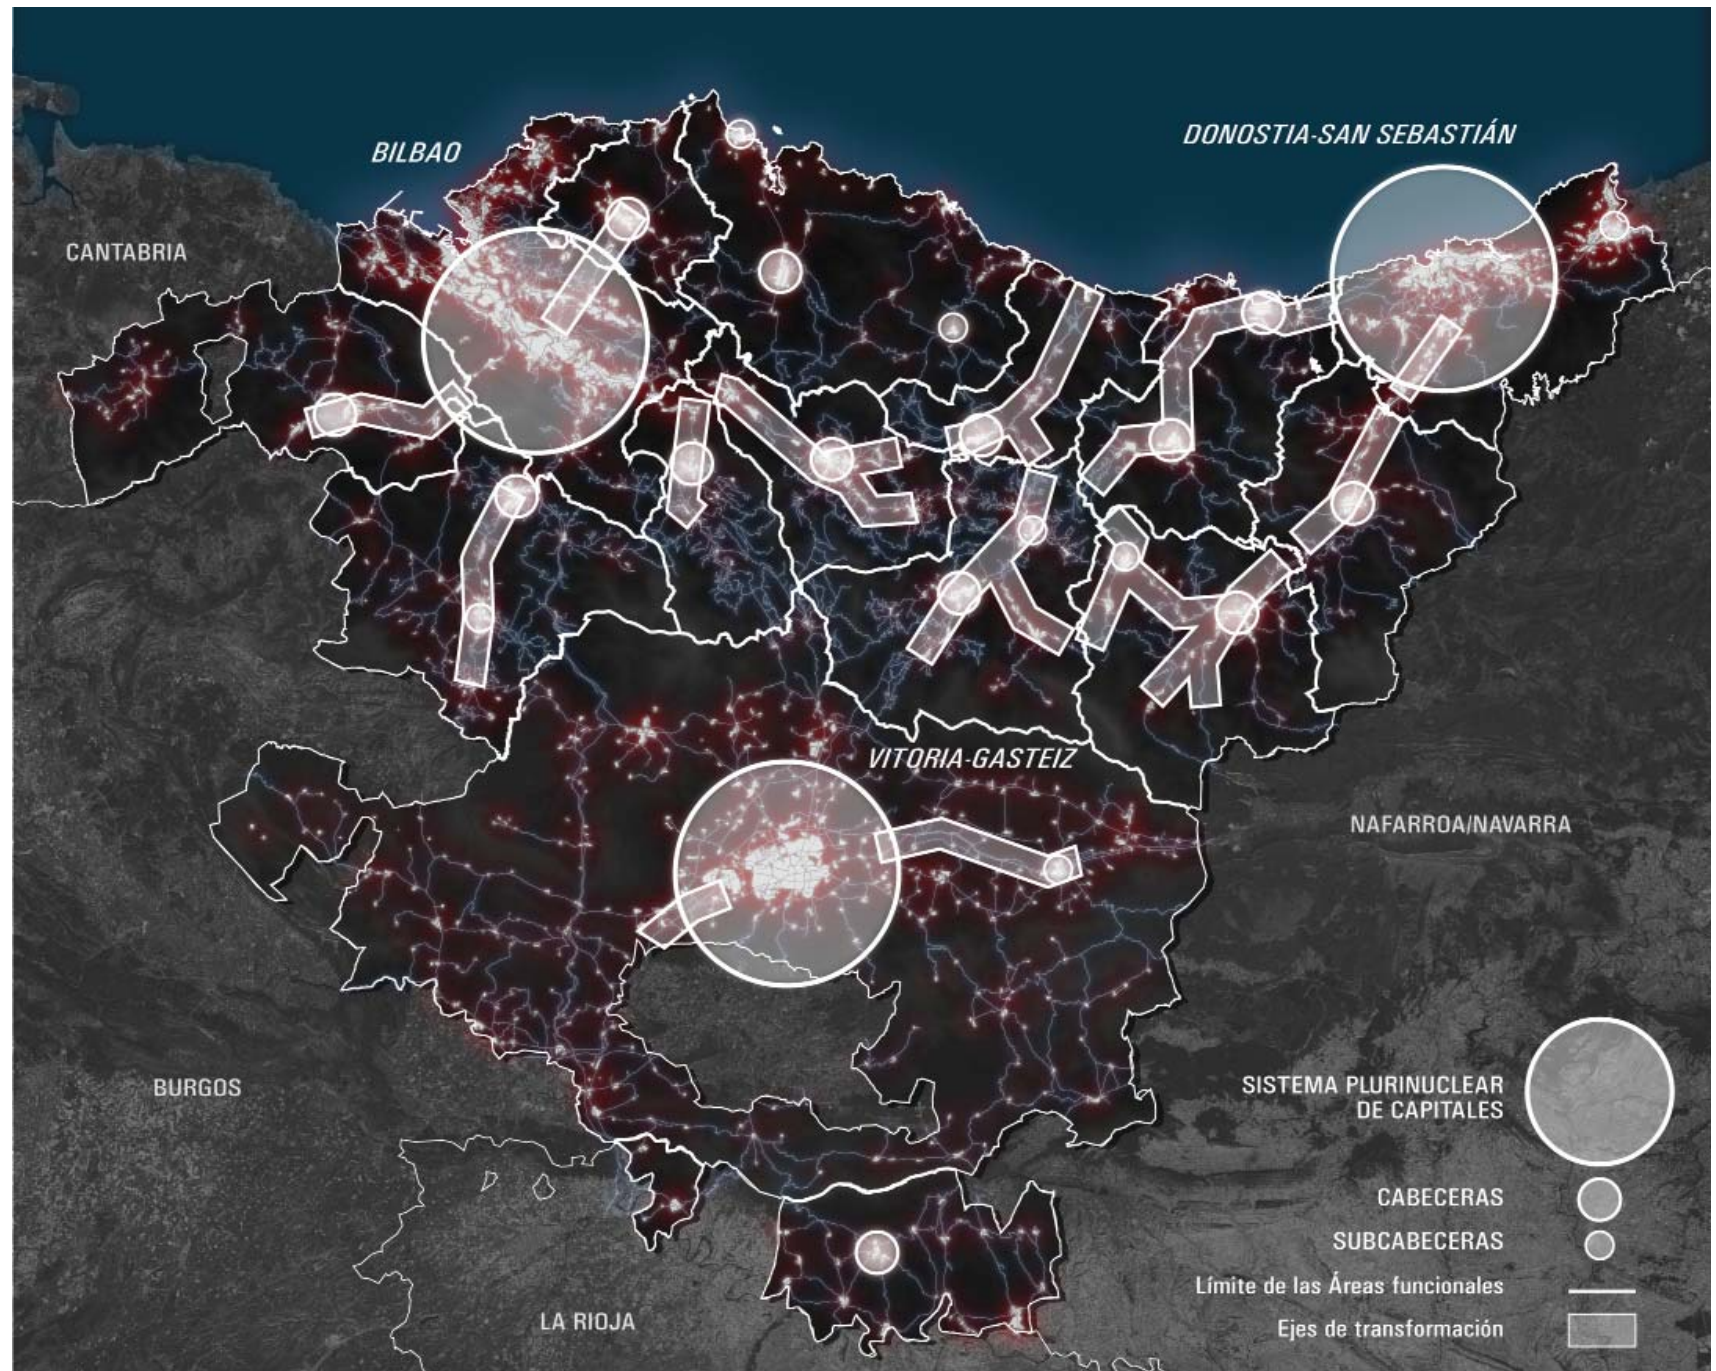 BILBAO
DONOSTIA-SAN SEBASTIÁN
CANTABRIA
VITORIA-GASTEIZ
NAFARROA/NAVARRA
BURGOS
SISTEMA PLURINUCLEAR
DE CAPITALES
CABECERAS
SUBCABECERAS
Límite de las Áreas funcionales
LA RIOJA
Ejes de transformación